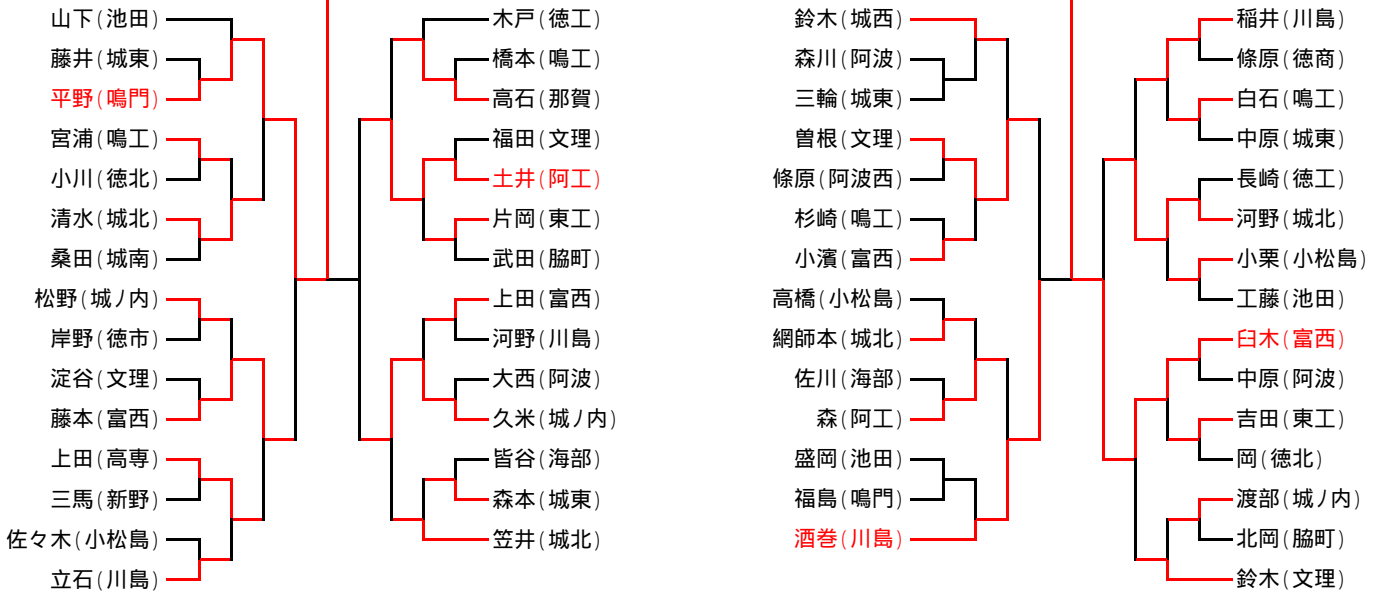 山下(池田)
藤井(城東)
平野(鳴門)
宮浦(鳴工)
小川(徳北)
清水(城北)
桑田(城南)
松野(城ノ内)
岸野(徳市)
淀谷(文理)
藤本(富西)
上田(高専)
三馬(新野)
佐々木(小松島)
立石(川島)
木戸(徳工)
橋本(鳴工)
高石(那賀)
福田(文理)
土井(阿工)
片岡(東工)
武田(脇町)
上田(富西)
河野(川島)
大西(阿波)
久米(城ノ内)
皆谷(海部)
森本(城東)
笠井(城北)
鈴木(城西)
森川(阿波)
三輪(城東)
曽根(文理)
條原(阿波西)
杉崎(鳴工)
小濱(富西)
高橋(小松島)
網師本(城北)
佐川(海部)
森(阿工)
盛岡(池田)
福島(鳴門)
酒巻(川島)
稲井(川島)
條原(徳商)
白石(鳴工)
中原(城東)
長崎(徳工)
河野(城北)
小栗(小松島)
工藤(池田)
臼木(富西)
中原(阿波)
吉田(東工)
岡(徳北)
渡部(城ノ内)
北岡(脇町)
鈴木(文理)